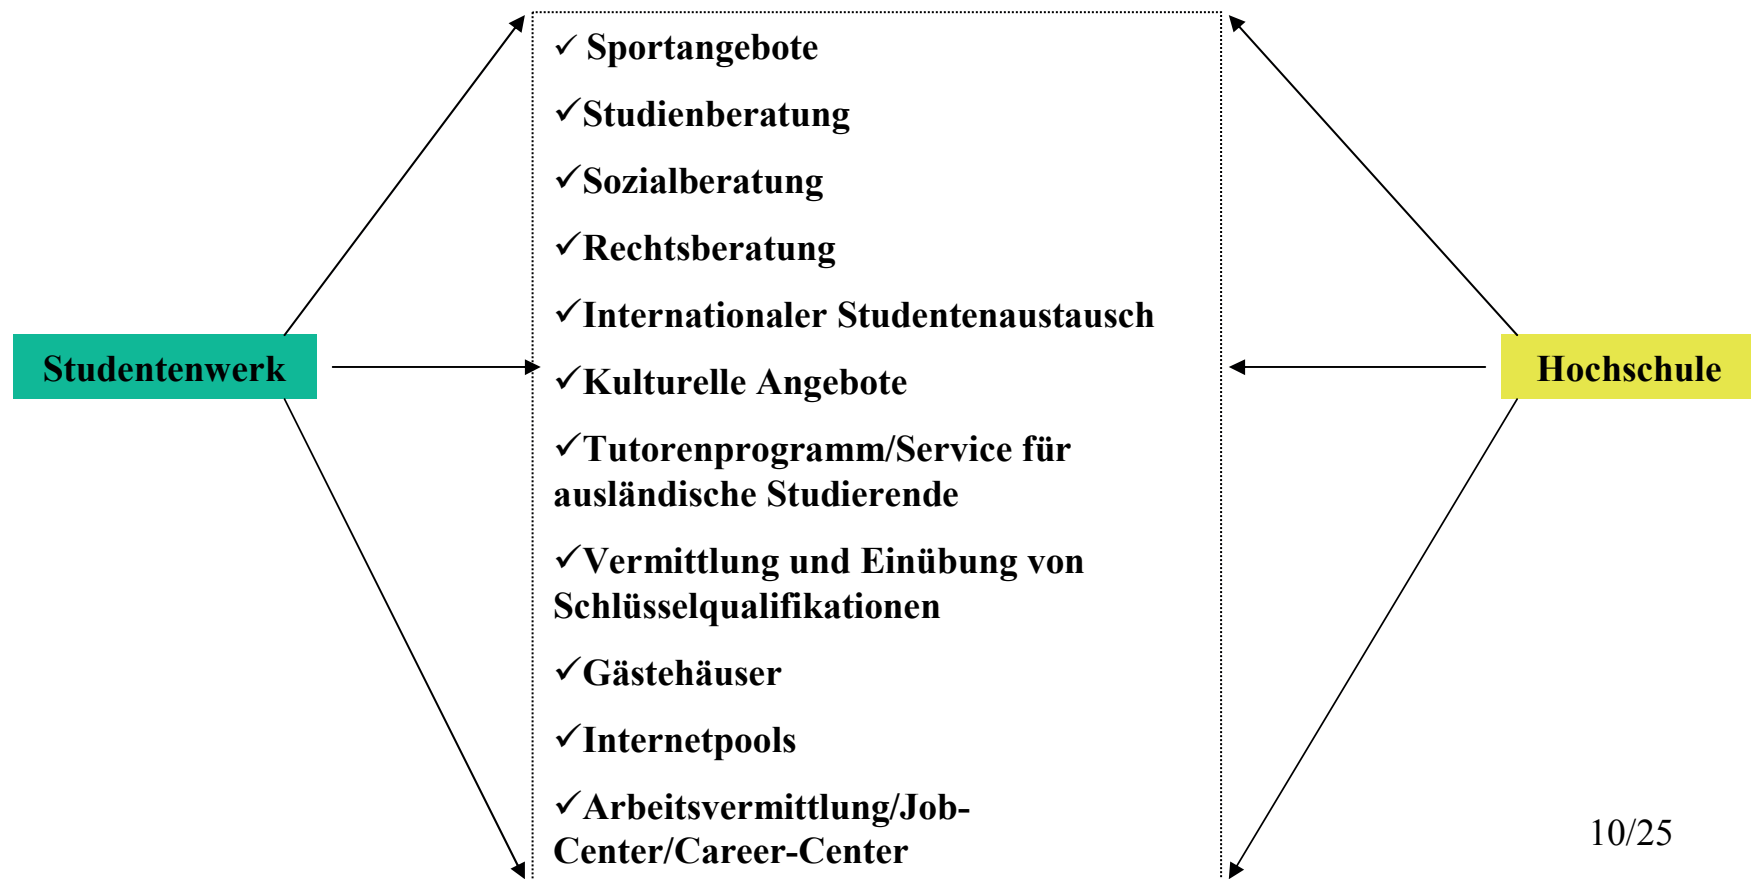 ✓ Sportangebote
✓Studienberatung
✓Sozialberatung
✓Rechtsberatung
✓Internationaler Studentenaustausch
Studentenwerk
✓Kulturelle Angebote
Hochschule
✓Tutorenprogramm/Service für
ausländische Studierende
✓Vermittlung und Einübung von
Schlüsselqualifikationen
✓Gästehäuser
✓Internetpools
✓Arbeitsvermittlung/Job-
Center/Career-Center
10/25